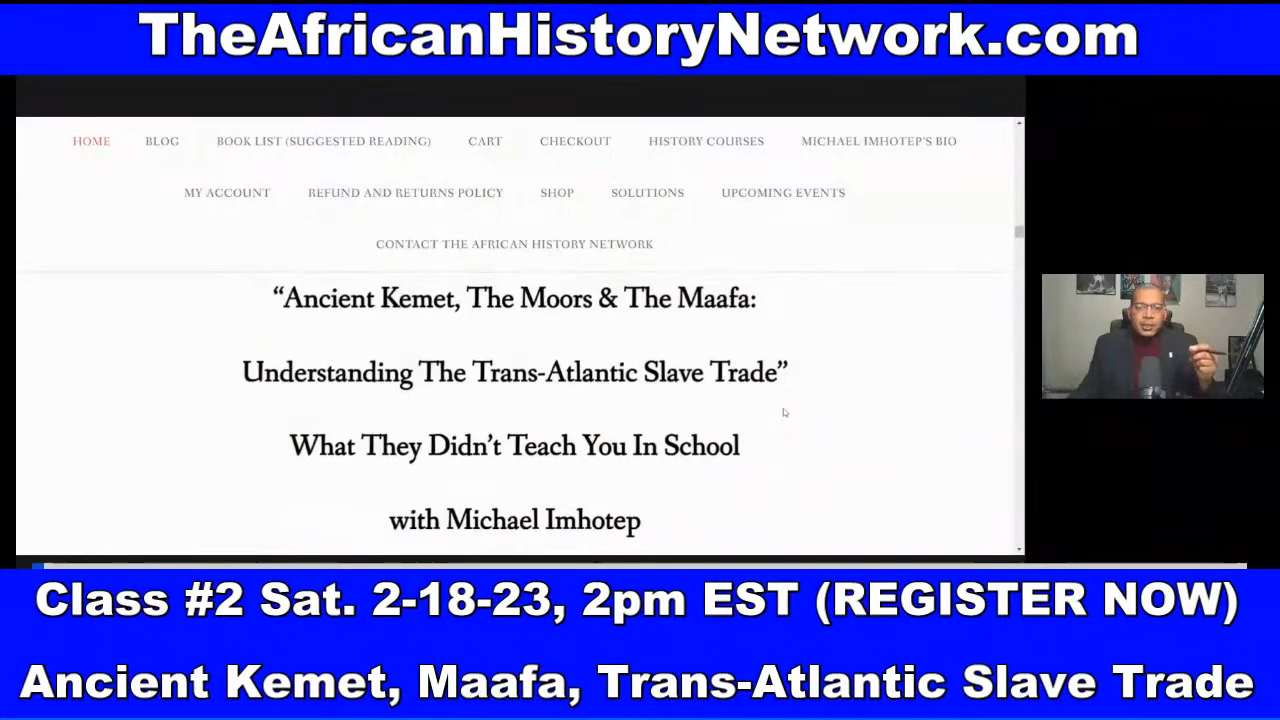 TheAfricanHistoryNetwork.com
HOME BLOG BOOK LIST (SUGGESTED READING) CART CHECKOUT HISTORY COURSES MICHAEL IMHOTEP'S BIO
MY ACCOUNT REFUND AND RETURNS POLICY SHOP SOLUTIONS UPCOMING EVENTS
CONTACT THE AFRICAN HISTORY NETWORK
“Ancient Kemet, The Moors & The Maafa:
Understanding The Trans-Atlantic Slave Trade”
What They Didn’t Teach You In School
with Michael Imhotep
Class #2 Sat. 2-18-23, 2pm EST (REGISTER NOW)
Ancient Kemet, Maafa, Trans-Atlantic Slave Trade